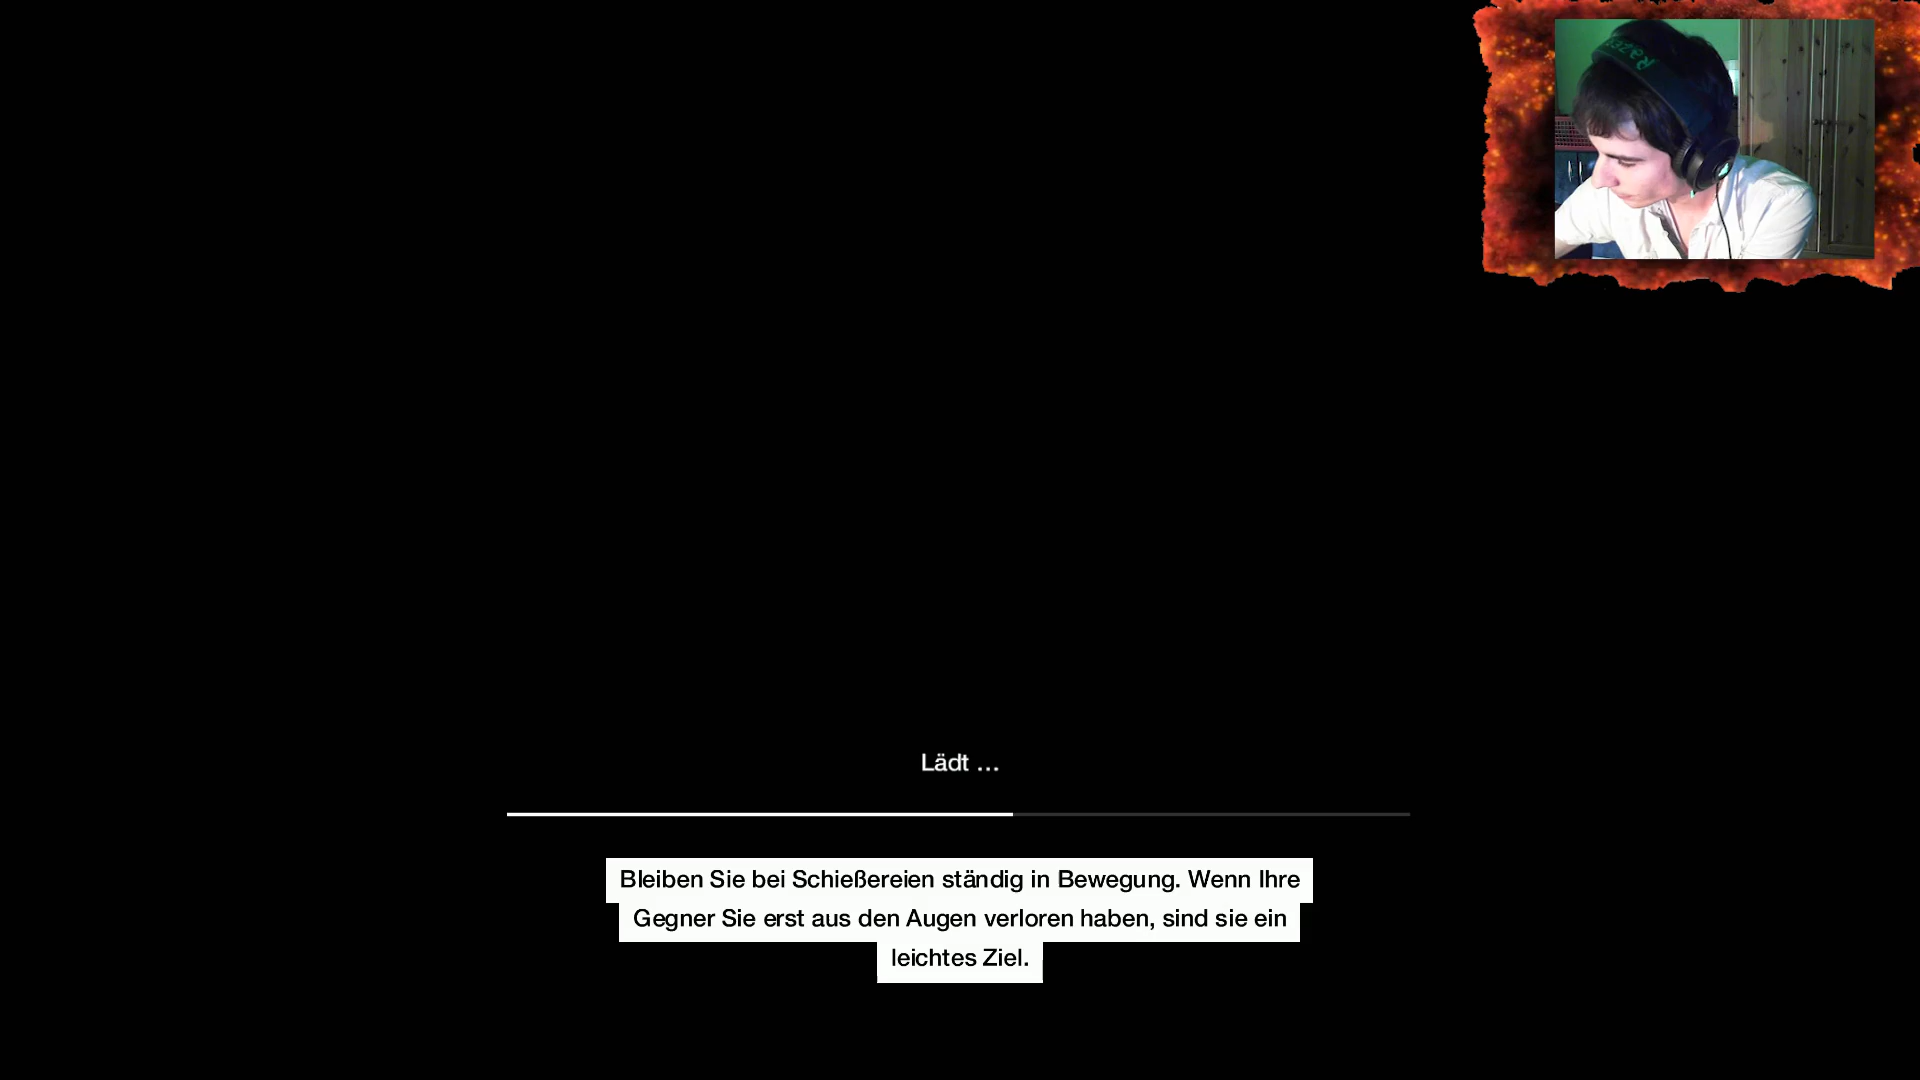 Razer
Lädt ...
Bleiben Sie bei Schießereien ständig in Bewegung. Wenn Ihre
Gegner Sie erst aus den Augen verloren haben, sind sie ein
leichtes Ziel.